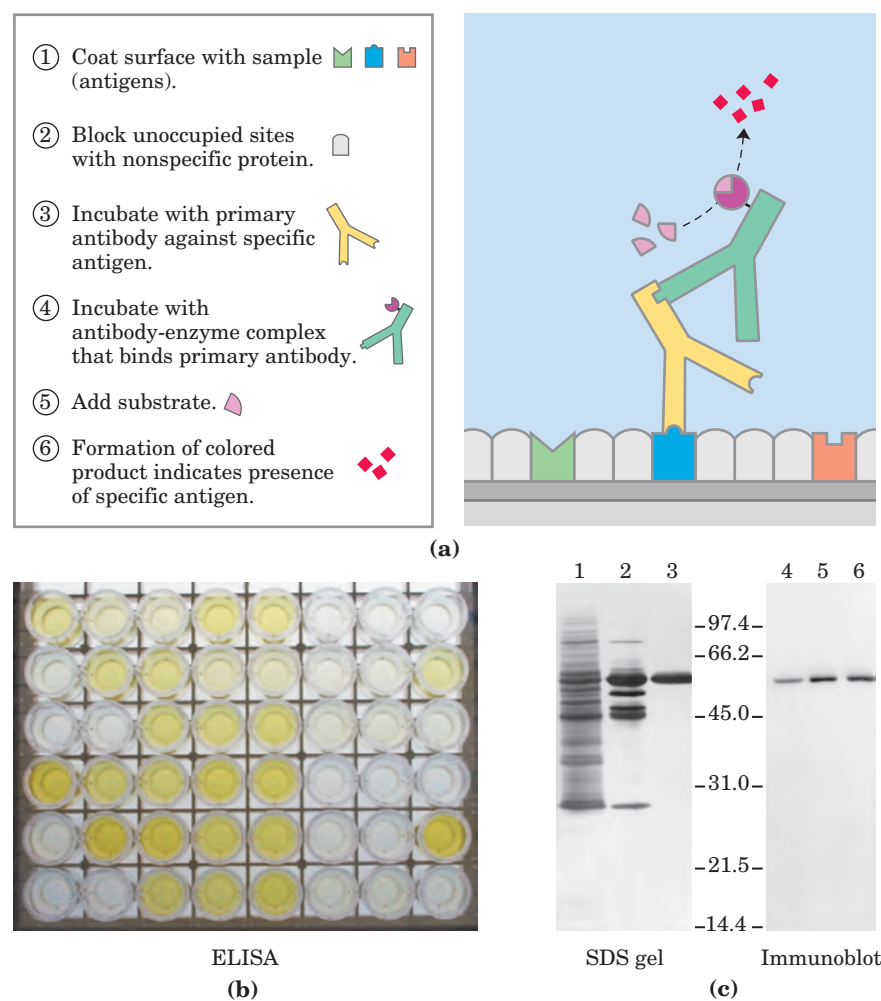 ① Coat surface with sample
(antigens).
② Block unoccupied sites
with nonspecific protein.
③ Incubate with primary
antibody against specific
antigen.
④ Incubate with
antibody-enzyme complex
that binds primary antibody.
⑤ Add substrate.
⑥ Formation of colored
product indicates presence
of specific antigen.
(a)
1 2 3 4 5 6
97.4
66.2
45.0
31.0
21.5
14.4
ELISA
SDS gel
Immunoblot
(b)
(c)